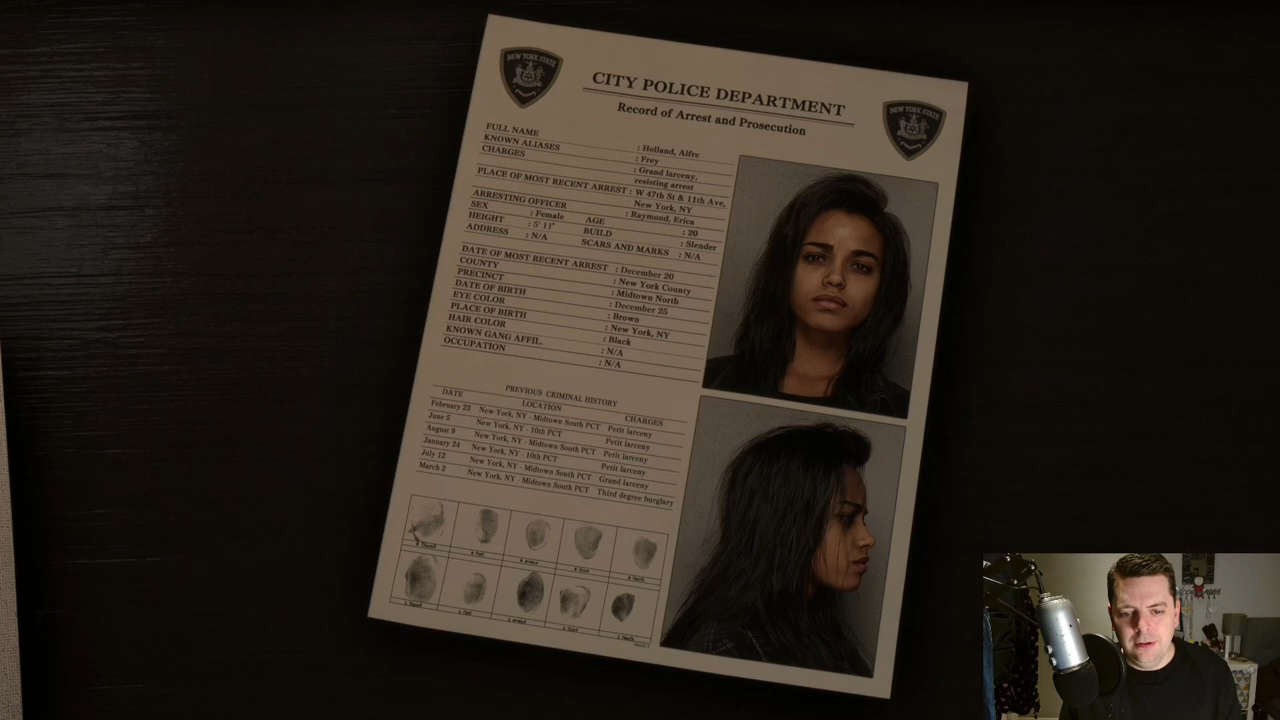 NEW YORK STATE
NEW YORK STATE
CITY POLICE DEPARTMENT
Record of Arrest and Prosecution
FULL NAME : Holland, Alfre
KNOWN ALIASES : Frey
CHARGES : Grand larceny,
resisting arrest
PLACE OF MOST RECENT ARREST : W 47th St & 11th Ave,
New York, NY
ARRESTING OFFICER : Raymond, Erica
SEX : Female AGE : 20
HEIGHT : 5' 11" BUILD : Slender
ADDRESS : N/A SCARS AND MARKS : N/A
DATE OF MOST RECENT ARREST : December 20
COUNTY : New York County
PRECINCT : Midtown North
DATE OF BIRTH : December 25
EYE COLOR : Brown
PLACE OF BIRTH : New York, NY
HAIR COLOR : Black
KNOWN GANG AFFIL. : N/A
OCCUPATION : N/A
PREVIOUS CRIMINAL HISTORY
DATE LOCATION CHARGES
February 23 New York, NY - Midtown South PCT Petit larceny
June 5 New York, NY - 10th PCT Petit larceny
August 9 New York, NY - Midtown South PCT Petit larceny
January 24 New York, NY - 10th PCT Petit larceny
July 12 New York, NY - Midtown South PCT Grand larceny
March 2 New York, NY - Midtown South PCT Third degree burglary